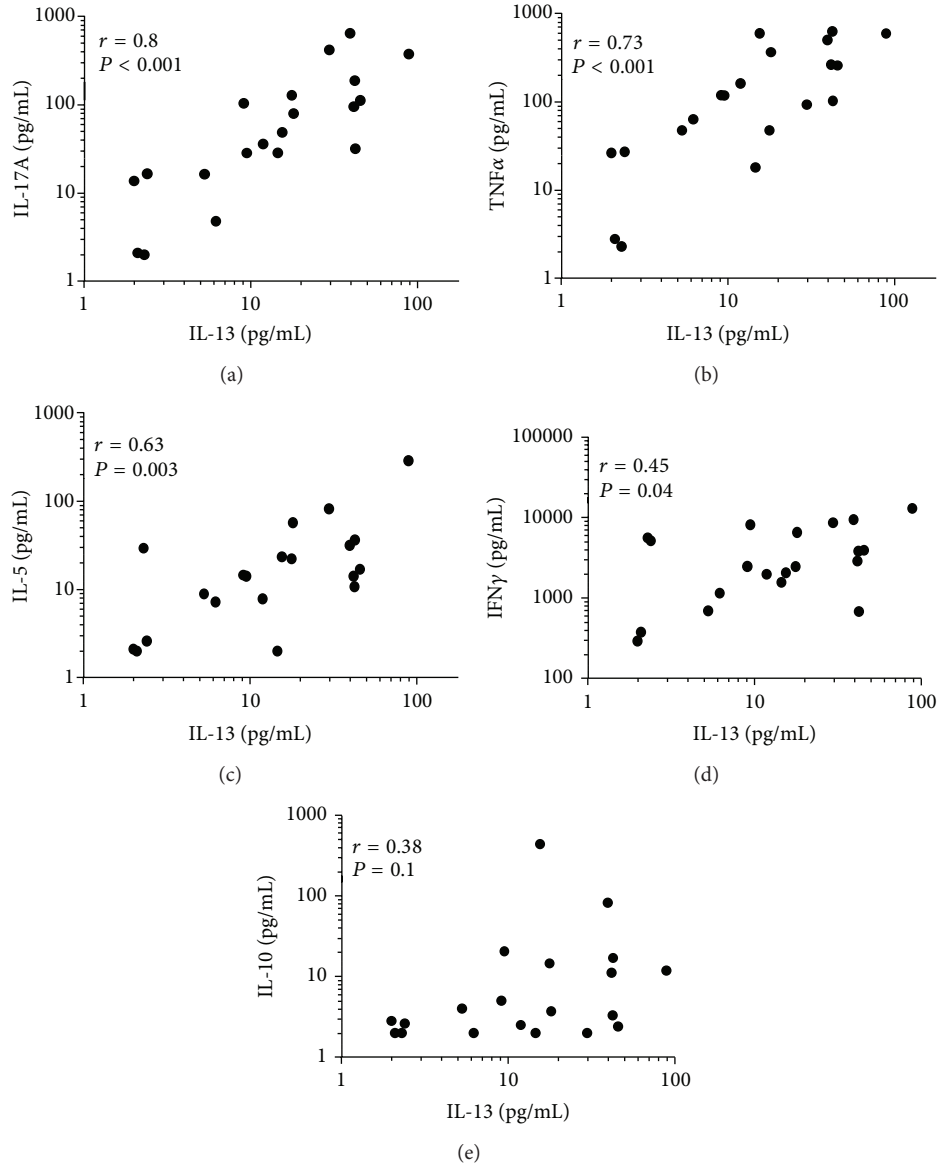 1000
r = 0.8
P < 0.001
100
10
1
IL-17A (pg/mL)
1
10
100
IL-13 (pg/mL)
(a)
1000
r = 0.73
P < 0.001
100
10
1
TNFα (pg/mL)
1
10
100
IL-13 (pg/mL)
(b)
1000
r = 0.63
P = 0.003
100
10
1
IL-5 (pg/mL)
1
10
100
IL-13 (pg/mL)
(c)
100000
r = 0.45
P = 0.04
10000
1000
100
IFNγ (pg/mL)
1
10
100
IL-13 (pg/mL)
(d)
1000
r = 0.38
P = 0.1
100
10
1
IL-10 (pg/mL)
1
10
100
IL-13 (pg/mL)
(e)